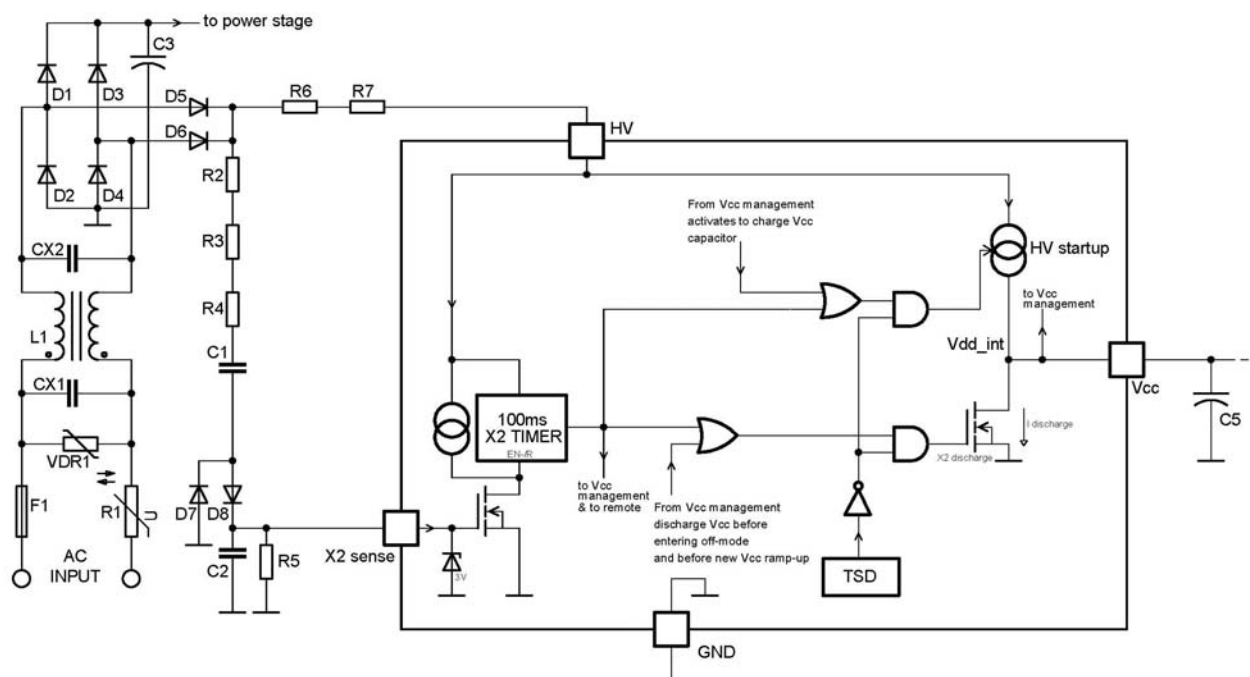 to power stage
C3
D1
D3
D5
R6
R7
D6
HV
D2
D4
R2
From Vcc management
activates to charge Vcc
capacitor
HV startup
CX2
R3
to Vcc
management
R4
L1
Vdd_int
C1
Vcc
CX1
100ms
X2 TIMER
EN-/R
C5
I discharge
X2 discharge
VDR1
to Vcc
management
& to remote
From Vcc management
discharge Vcc before
entering off-mode
and before new Vcc ramp-up
F1
R1
U
D7
D8
AC
INPUT
C2
R5
X2 sense
3V
TSD
GND